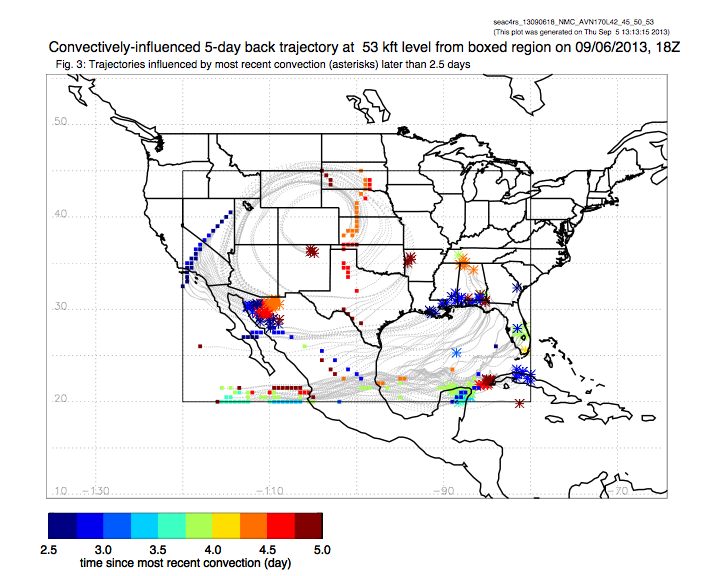 seac4rs_13090618_NMC_AVN170L42_45_50_53
(This plot was generated on Thu Sep 5 13:13:15 2013)
Convectively-influenced 5-day back trajectory at 53 kft level from boxed region on 09/06/2013, 18Z
Fig. 3: Trajectories influenced by most recent convection (asterisks) later than 2.5 days
50
40
30
20
10 -130 -110 -90 -70
2.5 3.0 3.5 4.0 4.5 5.0
time since most recent convection (day)